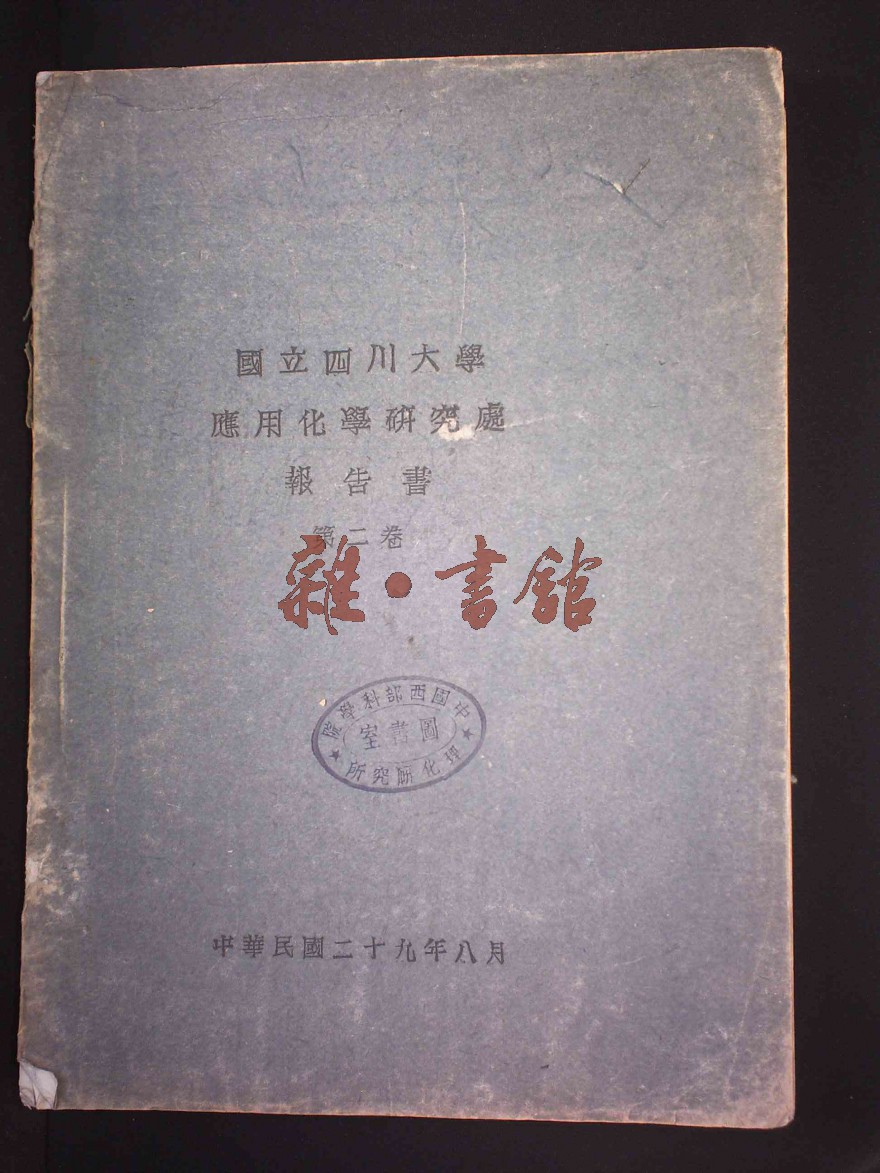 國立四川大學
應用化學研究處
報告書
第二卷
雜·書館
中國西部科學院
圖書室
理化研究所
中華民國二十九年八月